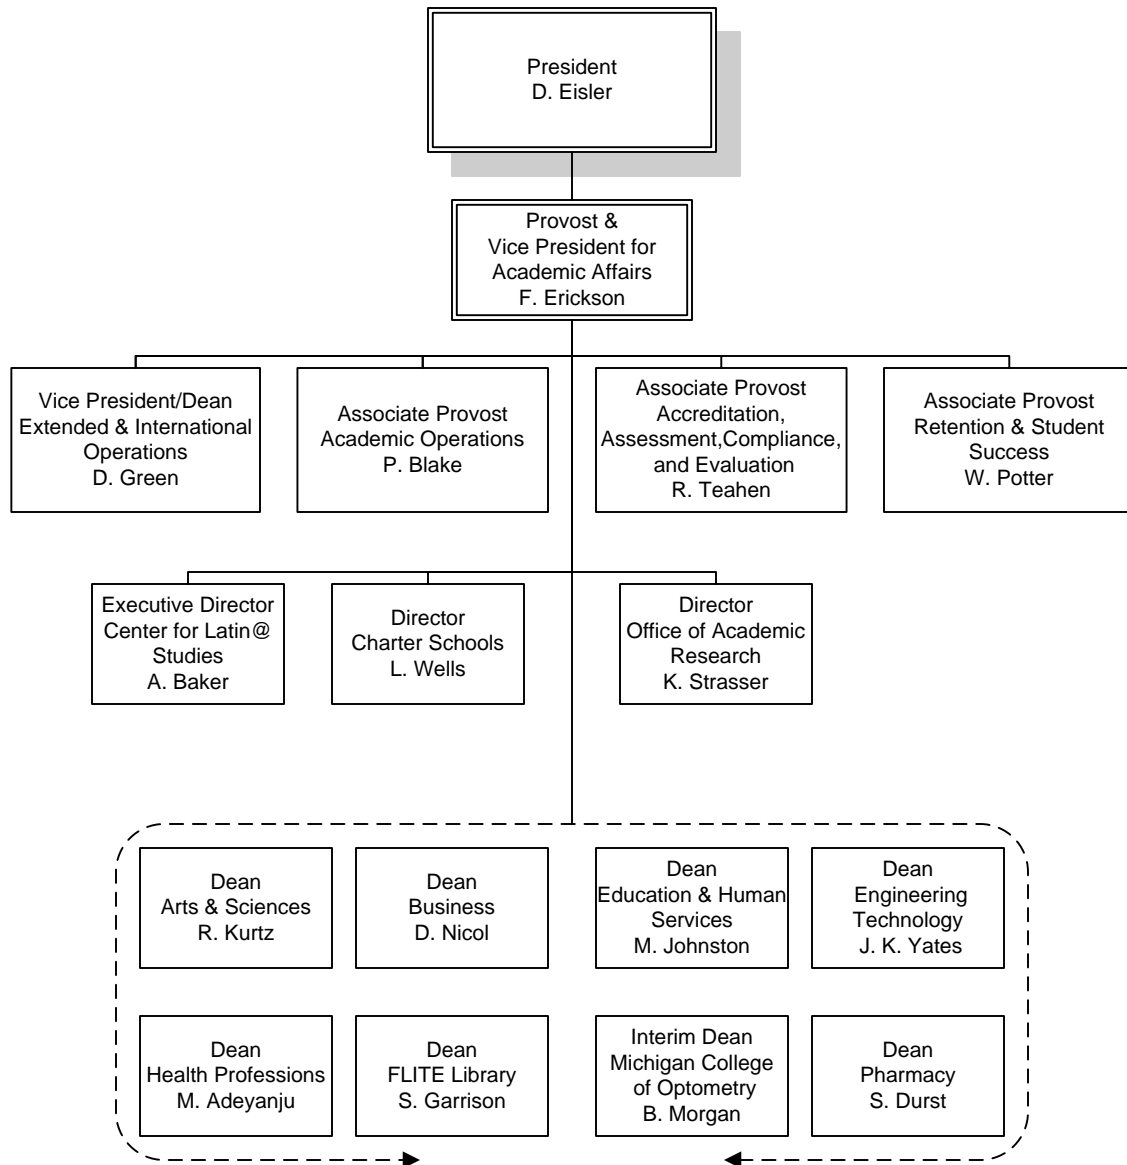 President
D. Eisler
Provost &
Vice President for
Academic Affairs
F. Erickson
Vice President/Dean
Extended & International
Operations
D. Green
Associate Provost
Academic Operations
P. Blake
Associate Provost
Accreditation,
Assessment,Compliance,
and Evaluation
R. Teahen
Associate Provost
Retention & Student
Success
W. Potter
Executive Director
Center for Latin@
Studies
A. Baker
Director
Charter Schools
L. Wells
Director
Office of Academic
Research
K. Strasser
Dean
Arts & Sciences
R. Kurtz
Dean
Business
D. Nicol
Dean
Education & Human
Services
M. Johnston
Dean
Engineering
Technology
J. K. Yates
Dean
Health Professions
M. Adeyanju
Dean
FLITE Library
S. Garrison
Interim Dean
Michigan College
of Optometry
B. Morgan
Dean
Pharmacy
S. Durst